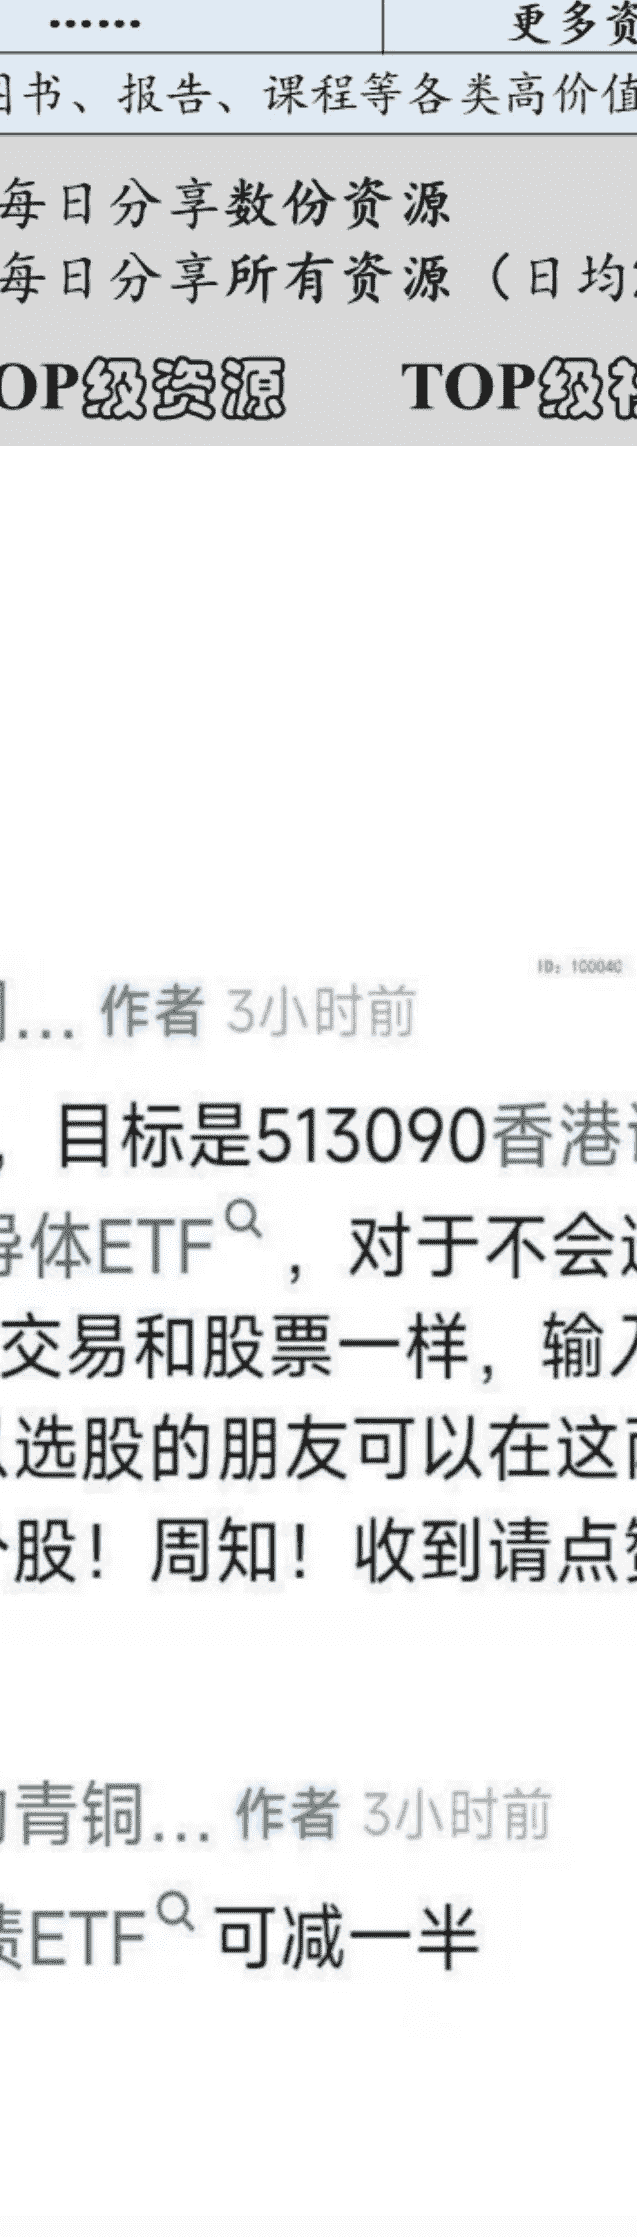 ……
更多资
图书、报告、课程等各类高价值
每日分享数份资源
每日分享所有资源（日均
OP级资源
TOP级
ID: 100040
... 作者 3小时前
，目标是513090香港
导体ETF，对于不会
交易和股票一样，输入
选股的朋友可以在这
个股！周知！收到请点赞
青铜... 作者 3小时前
债ETF 可减一半